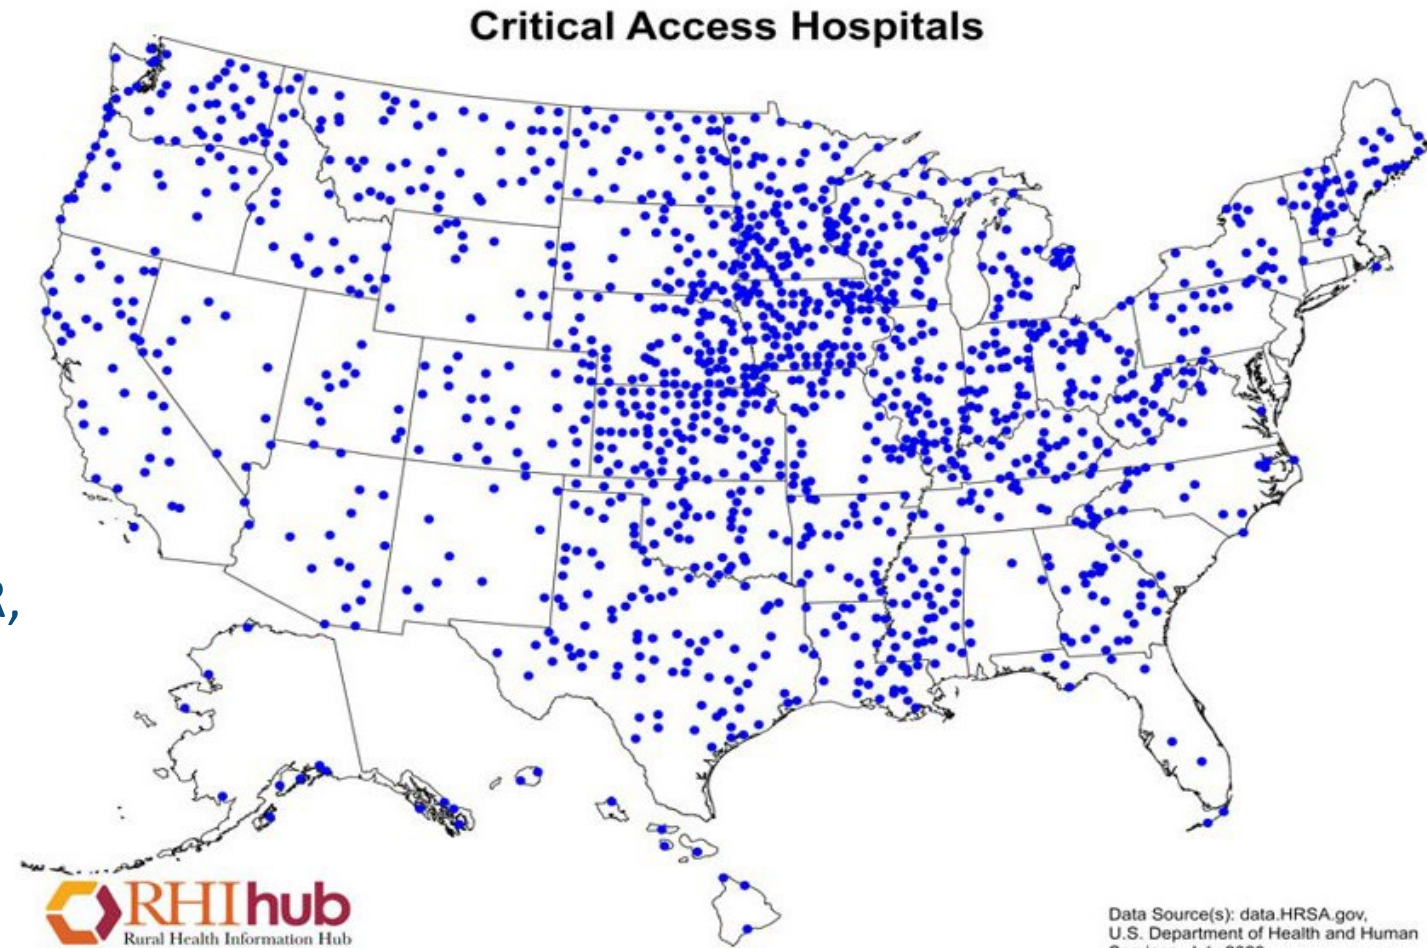 Critical Access Hospitals
R,
RHIhub
Rural Health Information Hub
Data Source(s): data.HRSA.gov,
U.S. Department of Health and Human